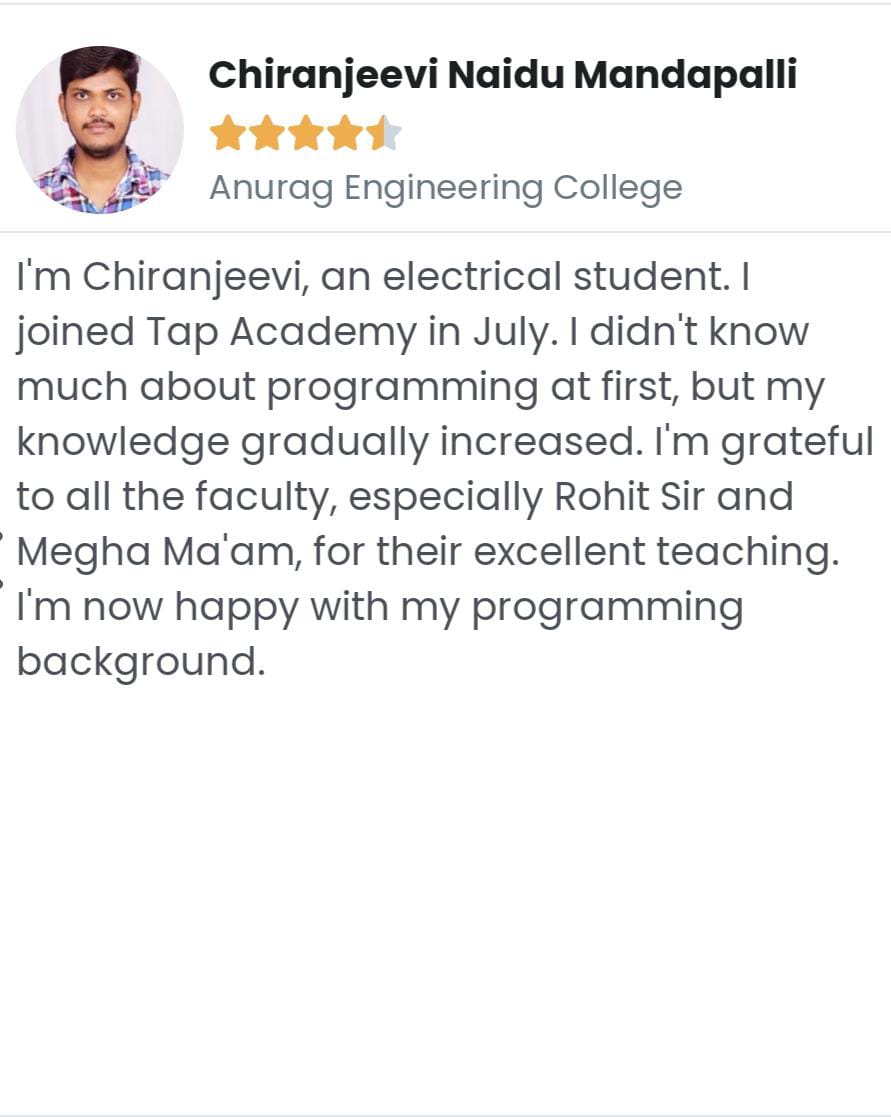 Chiranjeevi Naidu Mandapalli
Anurag Engineering College
I'm Chiranjeevi, an electrical student. I
joined Tap Academy in July. I didn't know
much about programming at first, but my
knowledge gradually increased. I'm grateful
to all the faculty, especially Rohit Sir and
Megha Ma'am, for their excellent teaching.
I'm now happy with my programming
background.